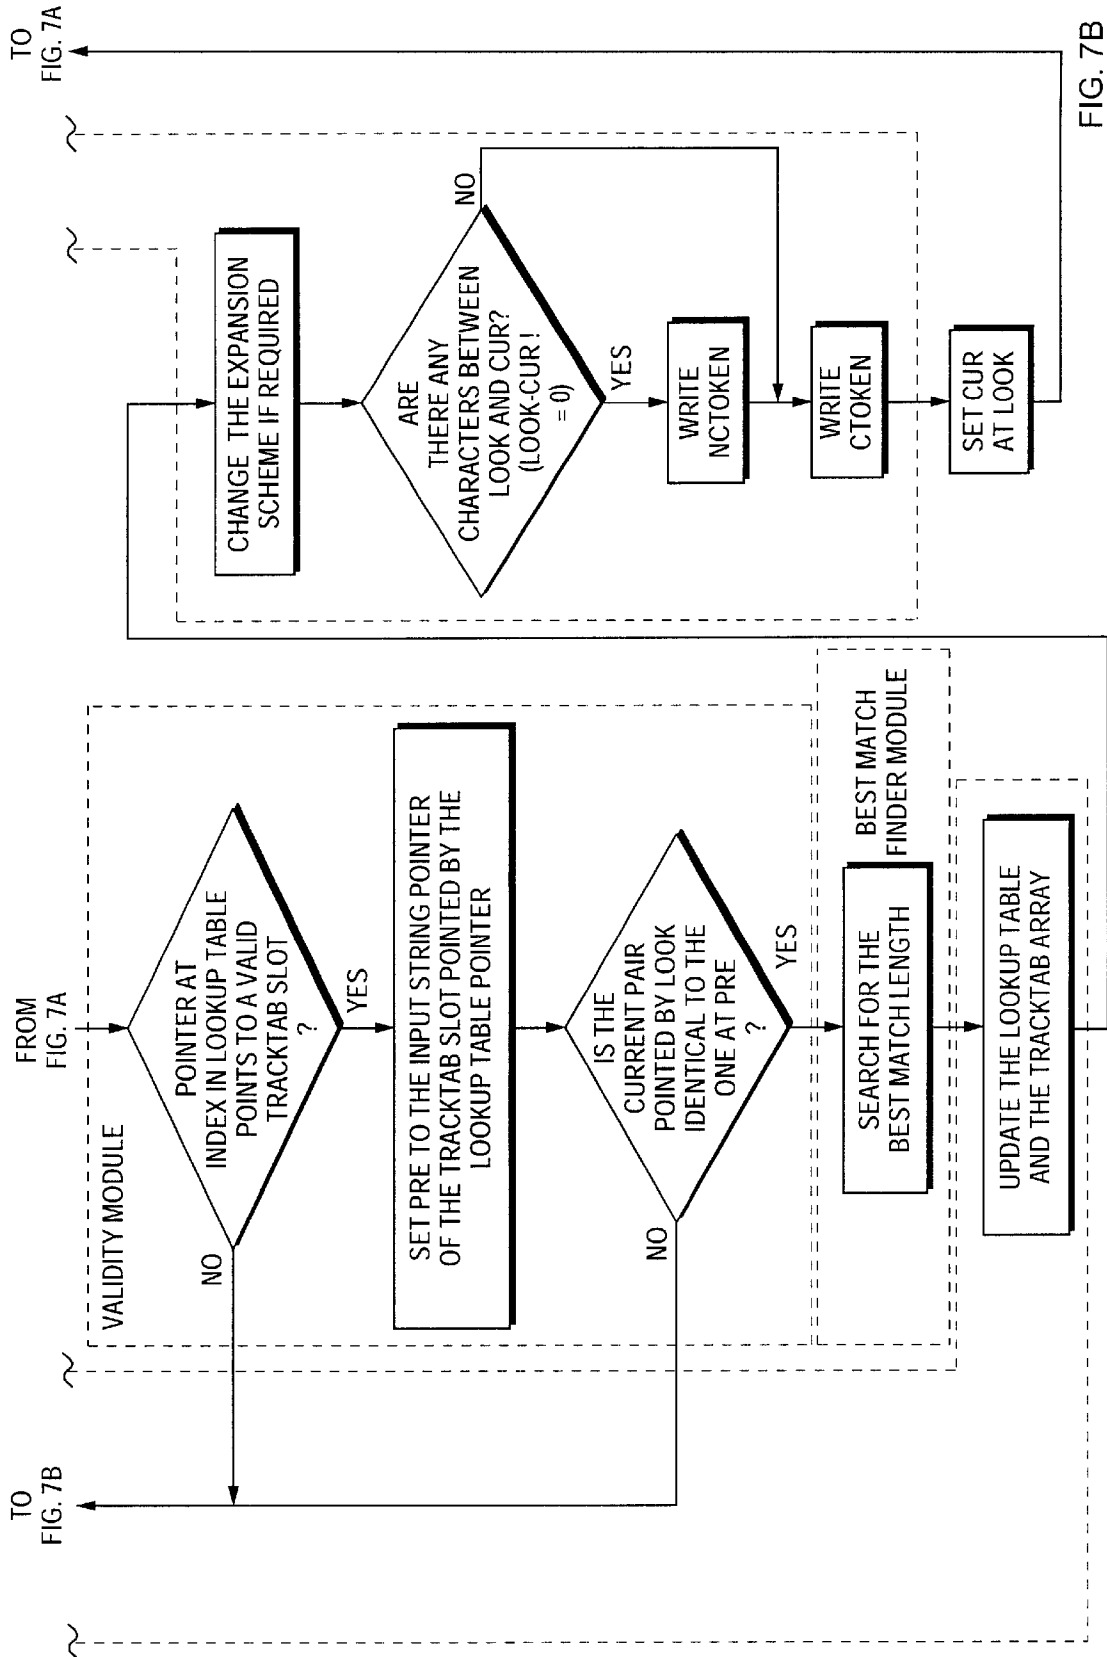 TO
FIG. 7B
FROM
FIG. 7A
VALIDITY MODULE
POINTER AT
INDEX IN LOOKUP TABLE
POINTS TO A VALID
TRACKTAB SLOT
?
NO
YES
SET PRE TO THE INPUT STRING POINTER
OF THE TRACKTAB SLOT POINTED BY THE
LOOKUP TABLE POINTER
IS THE
CURRENT PAIR
POINTED BY LOOK
IDENTICAL TO THE
ONE AT PRE
?
NO
YES
BEST MATCH
FINDER MODULE
SEARCH FOR THE
BEST MATCH LENGTH
UPDATE THE LOOKUP TABLE
AND THE TRACKTAB ARRAY
TO
FIG. 7A
CHANGE THE EXPANSION
SCHEME IF REQUIRED
ARE
THERE ANY
CHARACTERS BETWEEN
LOOK AND CUR?
(LOOK-CUR !
= 0)
NO
YES
WRITE
NCTOKEN
WRITE
CTOKEN
SET CUR
AT LOOK
FIG. 7B